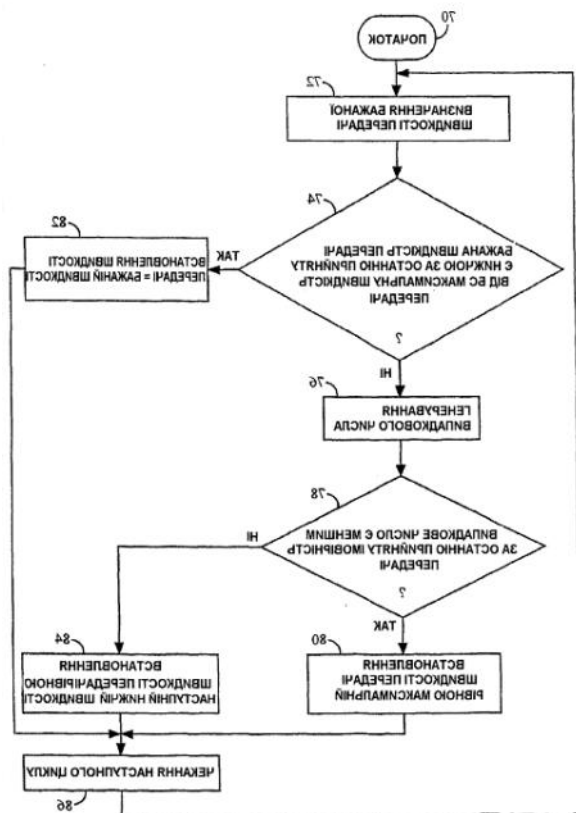 70
ПОЧАТОК
72
ВИЗНАЧЕННЯ БАЖАНОЇ
ШВИДКОСТІ ПЕРЕДАЧІ
74
БАЖАНА ШВИДКІСТЬ ПЕРЕДАЧІ
Є НИЖЧОЮ ЗА ОСТАННЮ ПРИЙНЯТУ
ВІД БС МАКСИМАЛЬНУ ШВИДКІСТЬ
ПЕРЕДАЧІ
?
ТАК
82
ВСТАНОВЛЕННЯ ШВИДКОСТІ
ПЕРЕДАЧІ = БАЖАНІЙ ШВИДКОСТІ
НІ
76
ГЕНЕРУВАННЯ
ВИПАДКОВОГО ЧИСЛА
78
ВИПАДКОВЕ ЧИСЛО Є МЕНШИМ
ЗА ОСТАННЮ ПРИЙНЯТУ ІМОВІРНІСТЬ
ПЕРЕДАЧІ
?
НІ
ТАК
80
ВСТАНОВЛЕННЯ
ШВИДКОСТІ ПЕРЕДАЧІ
РІВНОЮ МАКСИМАЛЬНІЙ
84
ВСТАНОВЛЕННЯ
ШВИДКОСТІ ПЕРЕДАЧІ РІВНОЮ
НАСТУПНІЙ НИЖЧІЙ ШВИДКОСТІ
ЧЕКАННЯ НАСТУПНОГО ЦИКЛУ
86